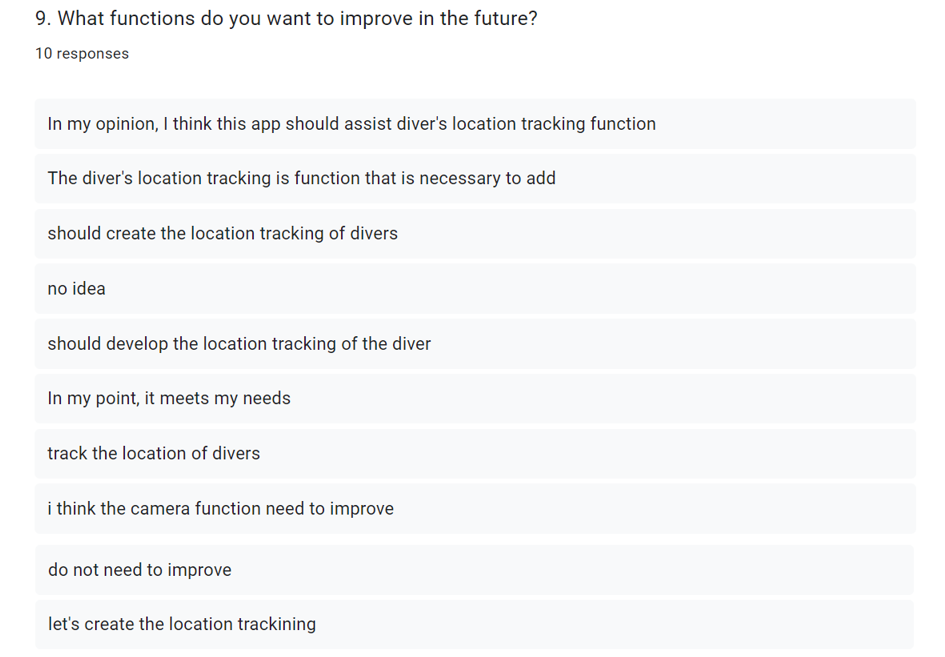 9. What functions do you want to improve in the future?
10 responses
In my opinion, I think this app should assist diver's location tracking function
The diver's location tracking is function that is necessary to add
should create the location tracking of divers
no idea
should develop the location tracking of the diver
In my point, it meets my needs
track the location of divers
i think the camera function need to improve
do not need to improve
let's create the location trackining